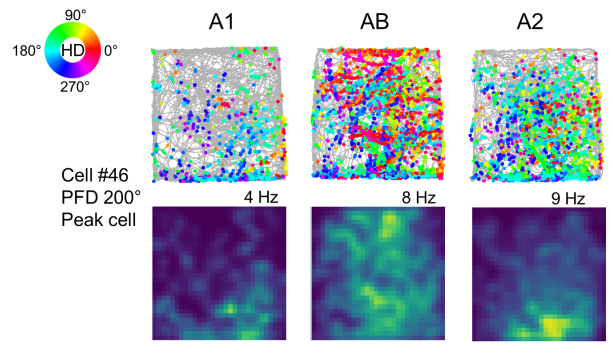 A1 AB A2
90°
180° HD 0°
270°
Cell #46
PFD 200°
Peak cell
4 Hz 8 Hz 9 Hz